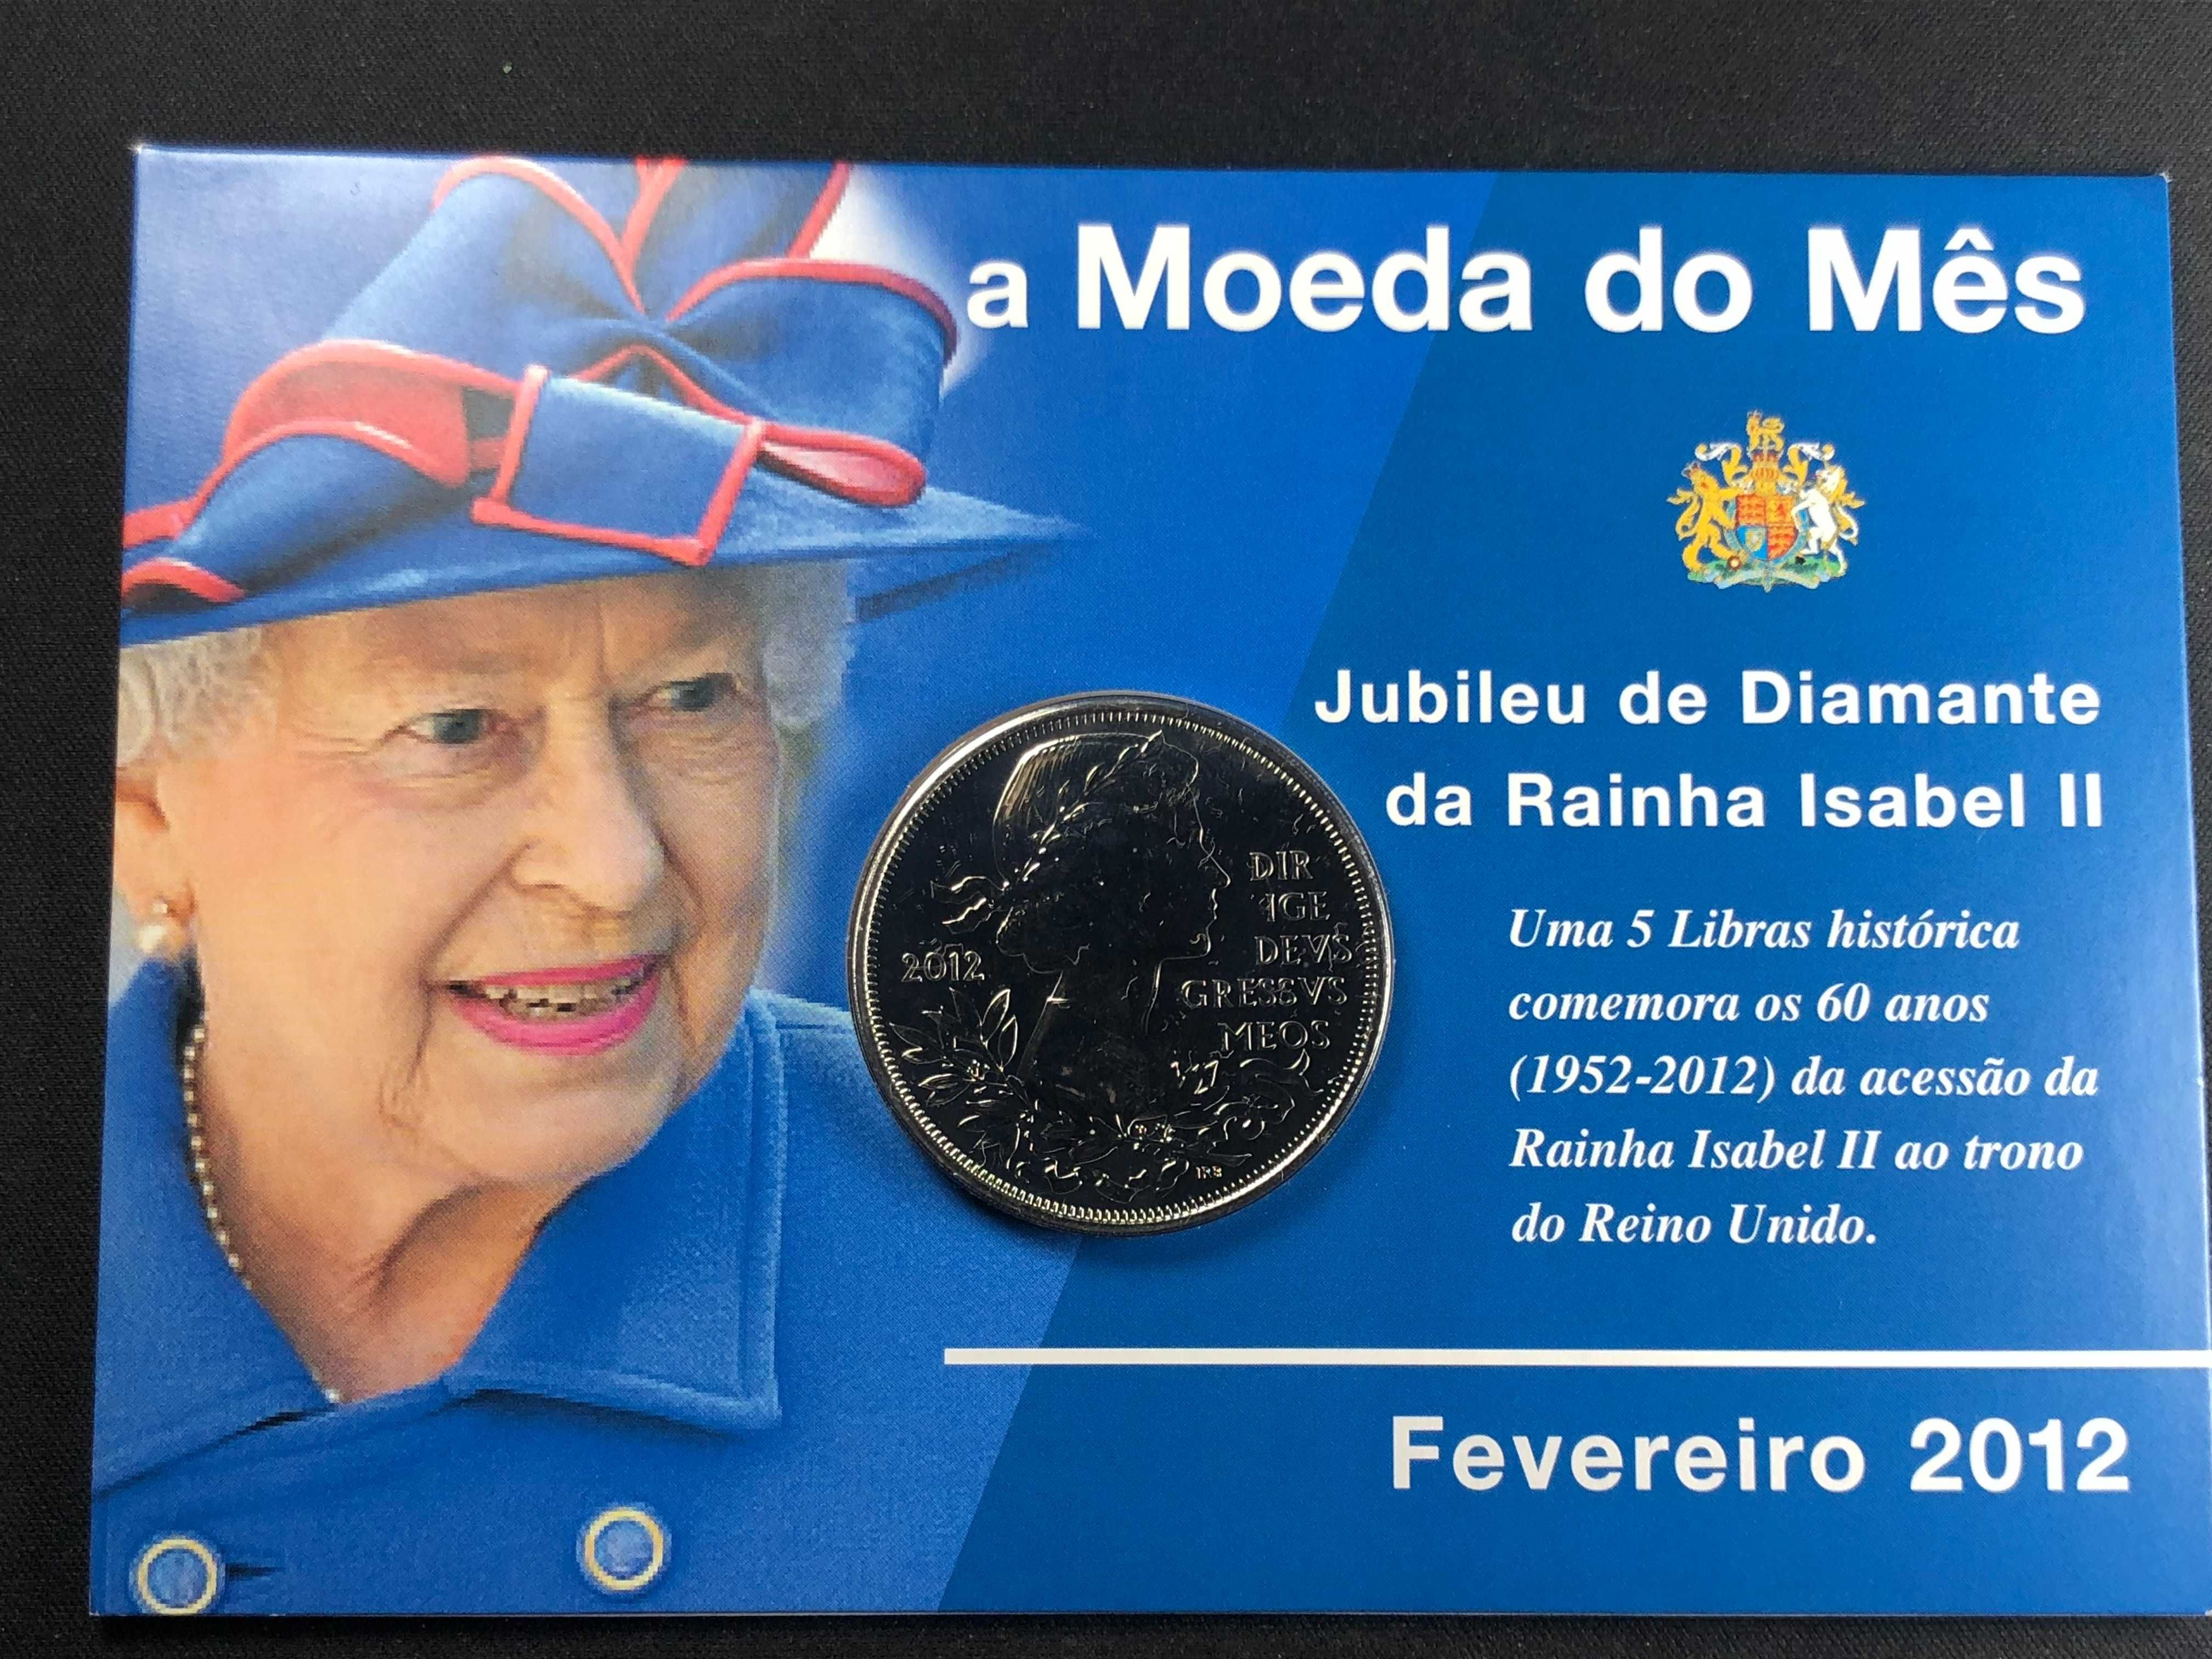 a Moeda do Mês
Jubileu de Diamante
da Rainha Isabel II
Uma 5 Libras histórica
comemora os 60 anos
(1952-2012) da acessão da
Rainha Isabel II ao trono
do Reino Unido.
2012
DIR
IGE
DEVS
GRESSVS
MEOS
IRB
Fevereiro 2012